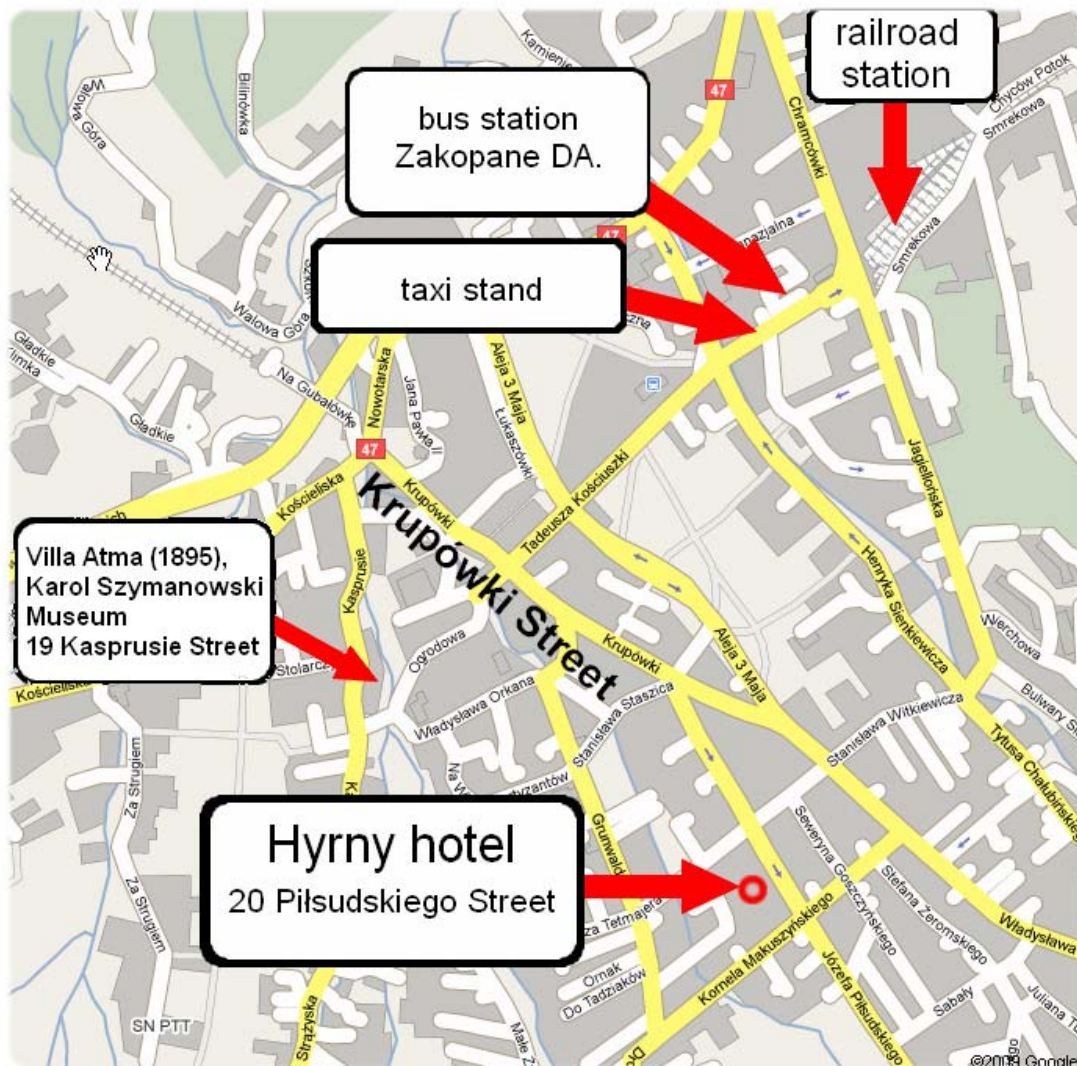 railroad
station
bus station
Zakopane DA.
taxi stand
Villa Atma (1895),
Karol Szymanowski
Museum
19 Kasprusie Street
Krupówki Street
Hyrny hotel
20 Piłsudskiego Street
Walowa Góra
Bilinówka
47
Chramcówki
Chyców Potok
Smrekowa
Smrekowa
47
Walowa Góra
Gładkie
Gładkie
Na Gubałówkę
Nowotarska
Jana Pawła II
Aleja 3 Maja
Łukaszówki
47
Kościeliska
Krupówki
Tadeusza Kościuszki
Jagiellońska
Kasprusie
Henryka Sienkiewicza
Ogrodowa
Krupówki
Aleja 3 Maja
Wierchowa
Kościeliska
Władysława Orkana
Stanisława Staszica
Stanisława Witkiewicza
Tytusa Chałubińskiego
Za Strugiem
Za Strugiem
Seweryna Goszczyńskiego
Stefana Żeromskiego
Władysława
Kornela Makuszyńskiego
Józefa Piłsudskiego
Ornak
Do Tadziaków
Sabały
Strążyska
SN PTT
©2009 Google